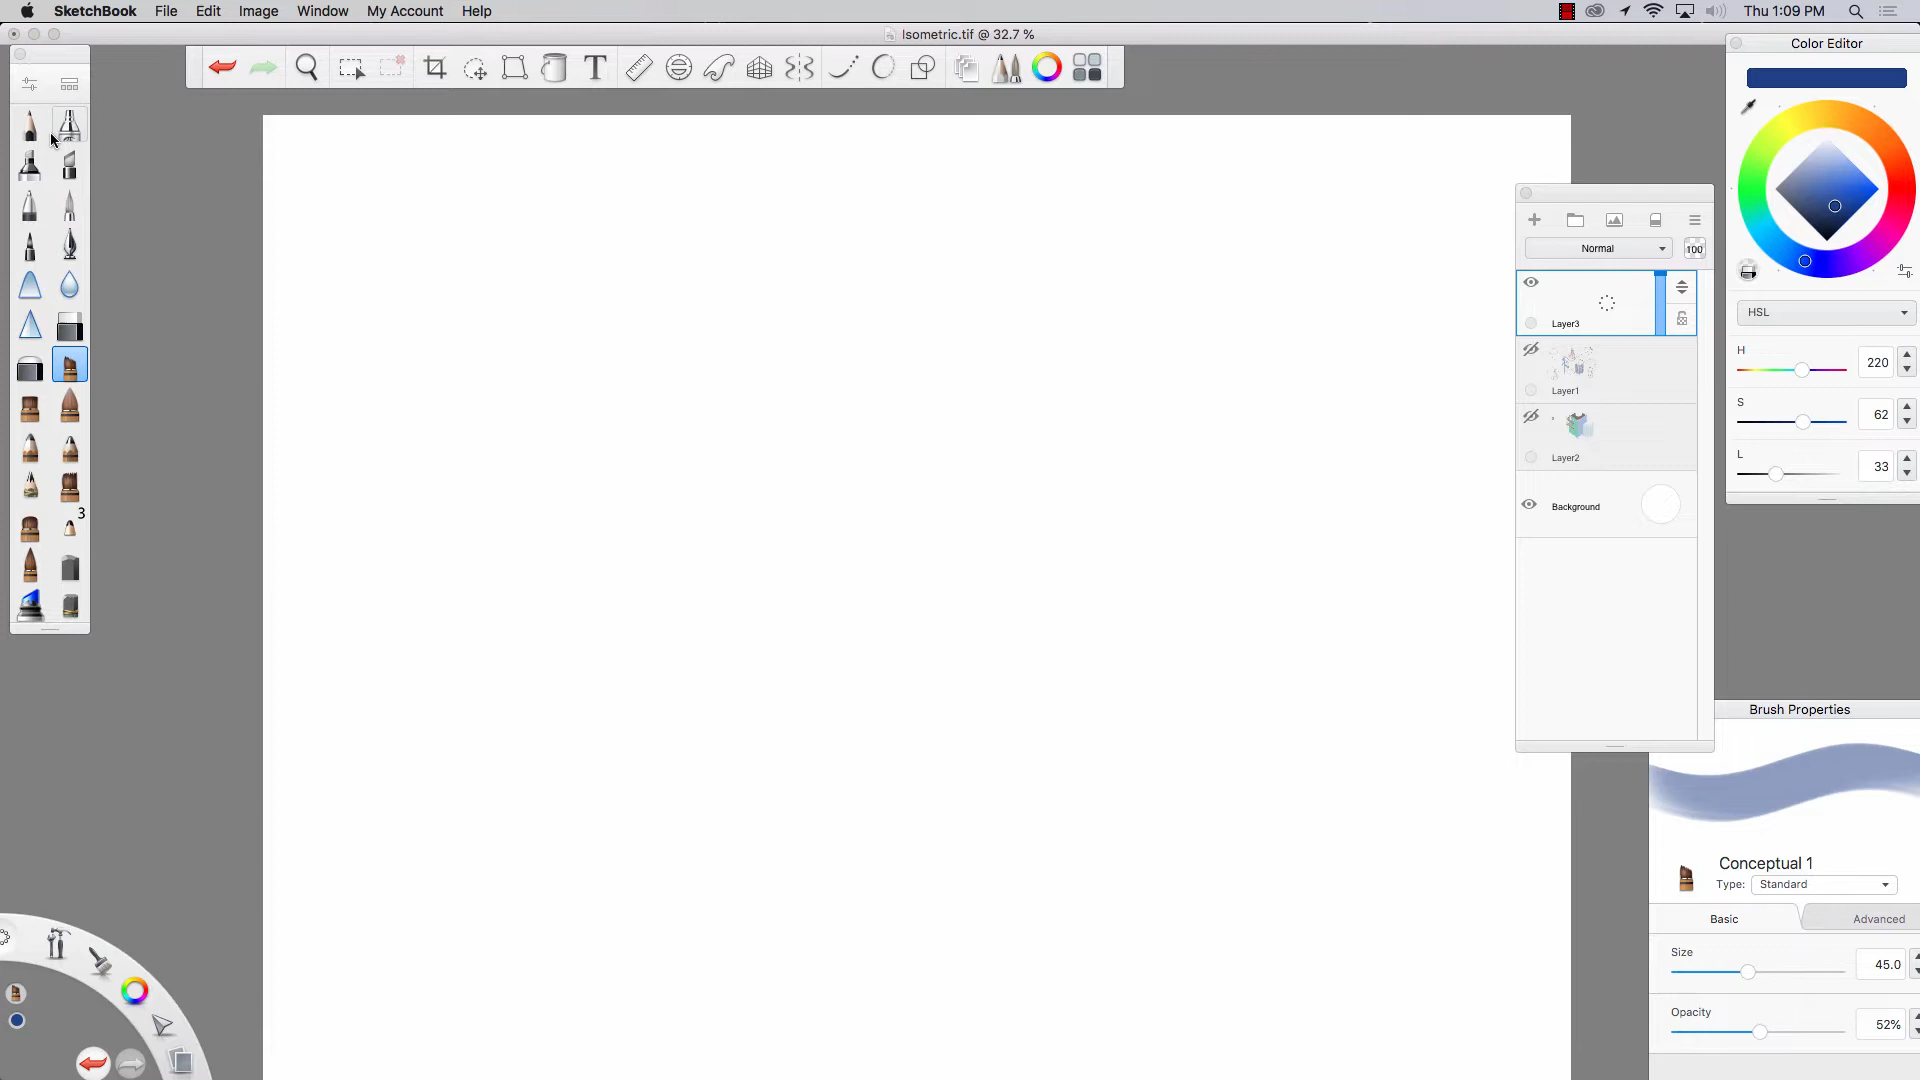 SketchBook File Edit Image Window My Account Help
Thu 1:09 PM
Isometric.tif @ 32.7 %
Color Editor
T
Normal
100
Layer3
Layer1
Layer2
Background
HSL
H
220
S
62
L
33
3
Brush Properties
Conceptual 1
Type: Standard
Basic
Advanced
Size
45.0
Opacity
52%